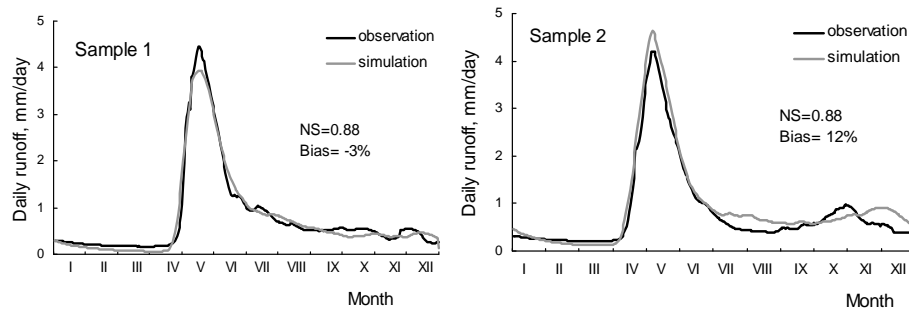 Sample 1
observation
simulation
NS=0.88
Bias= -3%
Daily runoff, mm/day
5
4
3
2
1
0
I II III IV V VI VII VIII IX X XI XII
Month
Sample 2
observation
simulation
NS=0.88
Bias= 12%
Daily runoff, mm/day
5
4
3
2
1
0
I II III IV V VI VII VIII IX X XI XII
Month